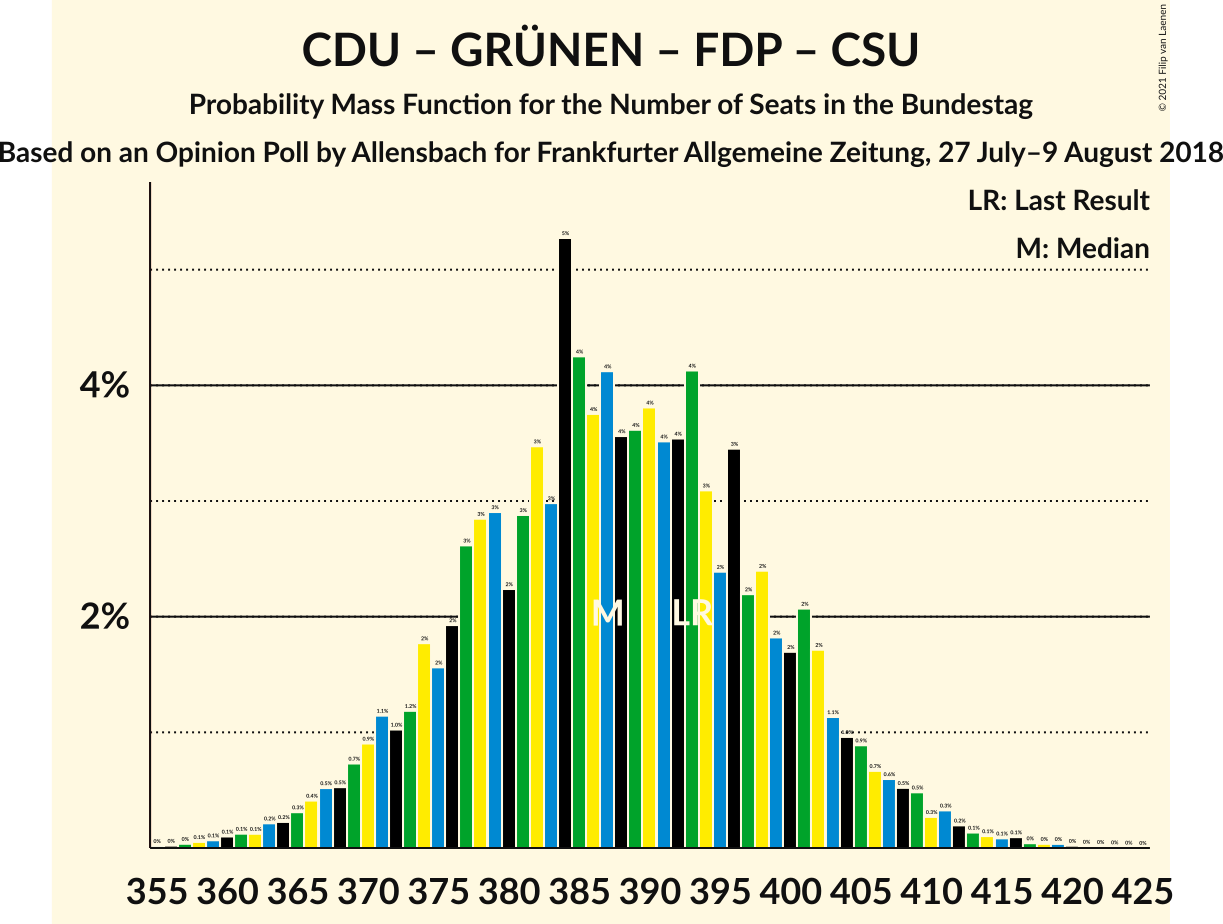 CDU – GRÜNEN – FDP – CSU
© 2021 Filip van Laenen
Probability Mass Function for the Number of Seats in the Bundestag
Based on an Opinion Poll by Allensbach for Frankfurter Allgemeine Zeitung, 27 July–9 August 2018
LR: Last Result
M: Median
4%
2%
M LR
355 360 365 370 375 380 385 390 395 400 405 410 415 420 425